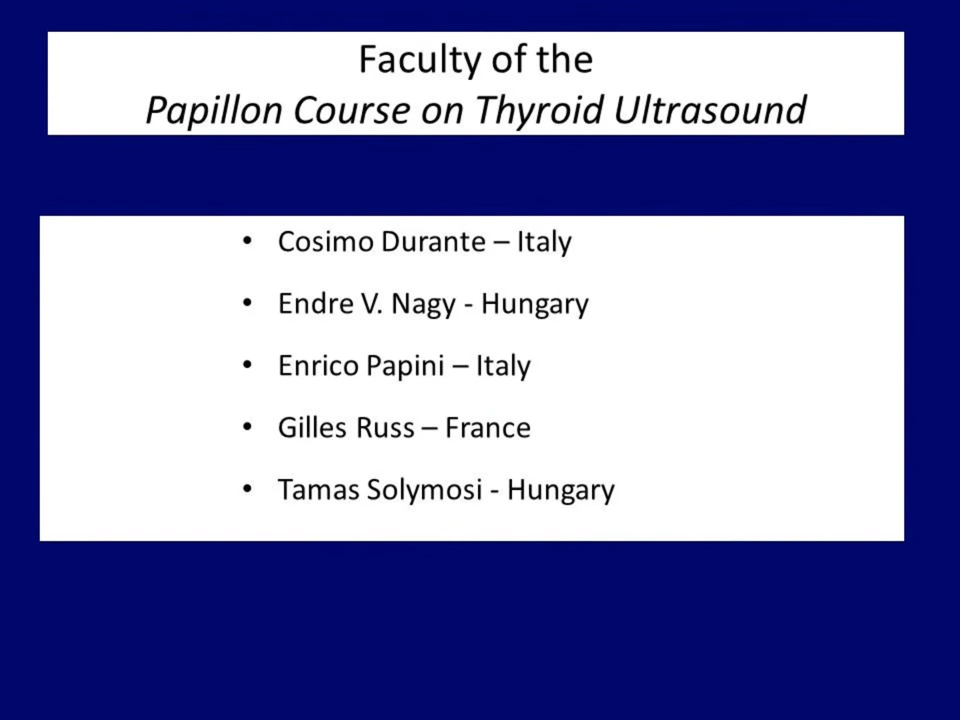 Faculty of the
Papillon Course on Thyroid Ultrasound
• Cosimo Durante – Italy
• Endre V. Nagy - Hungary
• Enrico Papini – Italy
• Gilles Russ – France
• Tamas Solymosi - Hungary